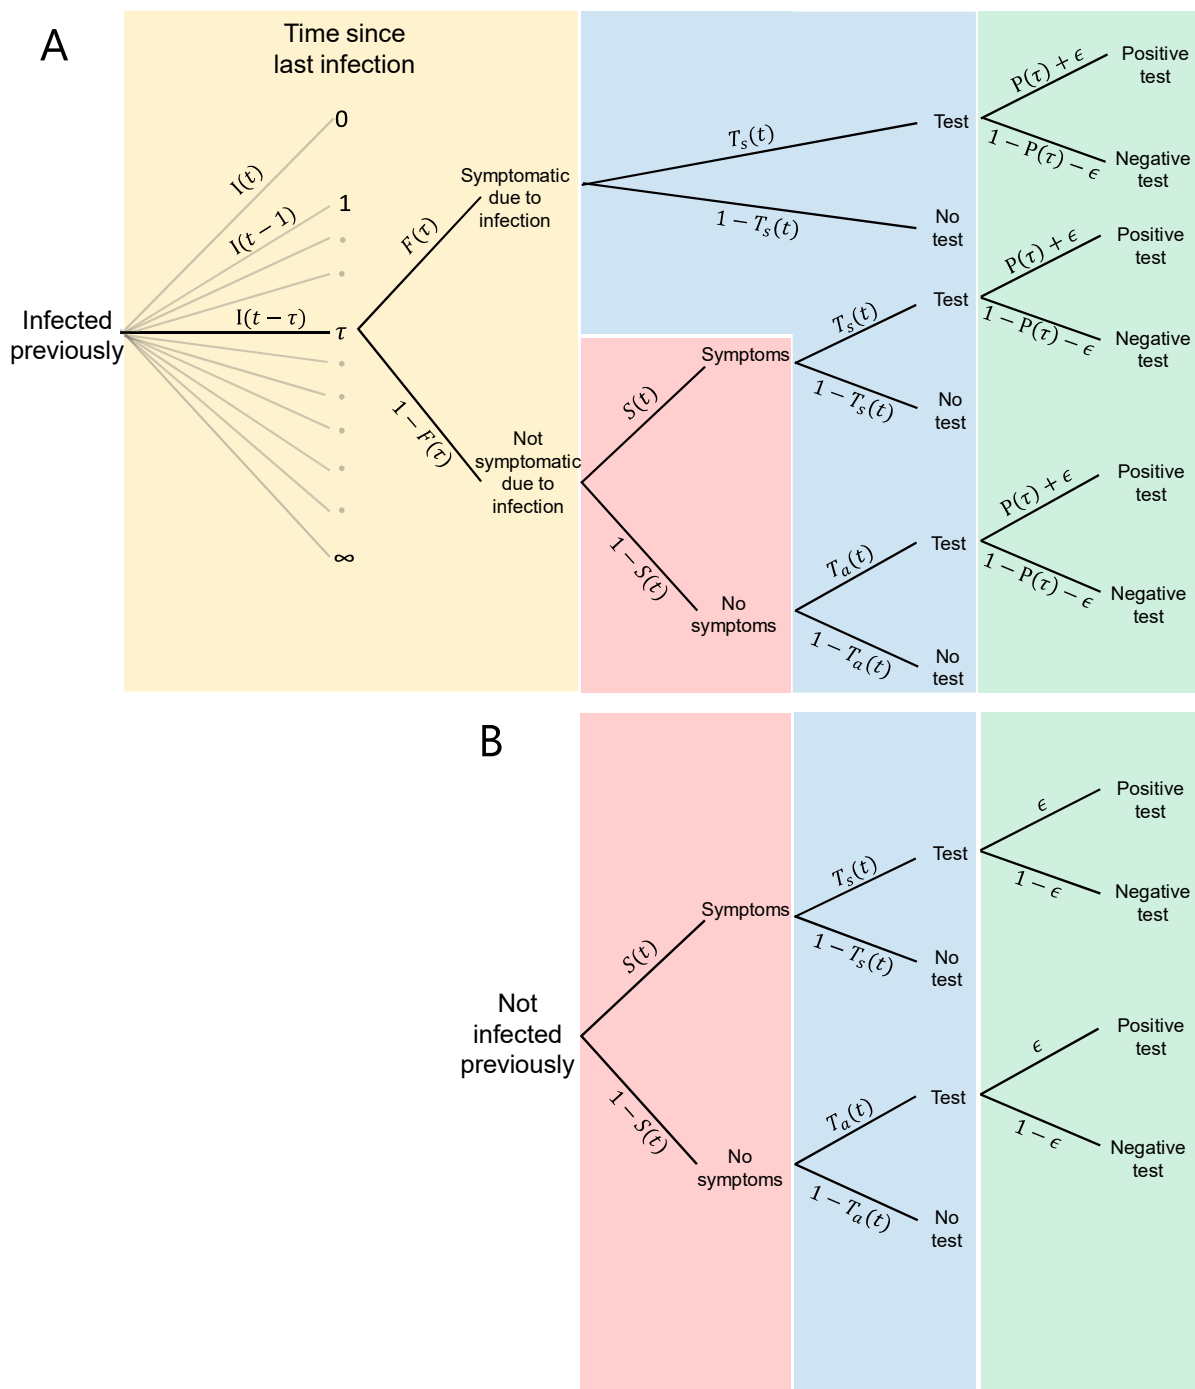 A
Time since
last infection
0
I(t)
1
I(t − 1)
I(t − τ)
τ
∞
Infected
previously
F(τ)
1 − F(τ)
Symptomatic
due to
infection
Not
symptomatic
due to
infection
S(t)
1 − S(t)
Symptoms
No
symptoms
T_s(t)
1 − T_s(t)
Test
No
test
P(τ) + ϵ
1 − P(τ) − ϵ
Positive
test
Negative
test
T_s(t)
1 − T_s(t)
Test
No
test
P(τ) + ϵ
1 − P(τ) − ϵ
Positive
test
Negative
test
T_a(t)
1 − T_a(t)
Test
No
test
P(τ) + ϵ
1 − P(τ) − ϵ
Positive
test
Negative
test
B
Not
infected
previously
S(t)
1 − S(t)
Symptoms
No
symptoms
T_s(t)
1 − T_s(t)
Test
No
test
ϵ
1 − ϵ
Positive
test
Negative
test
T_a(t)
1 − T_a(t)
Test
No
test
ϵ
1 − ϵ
Positive
test
Negative
test